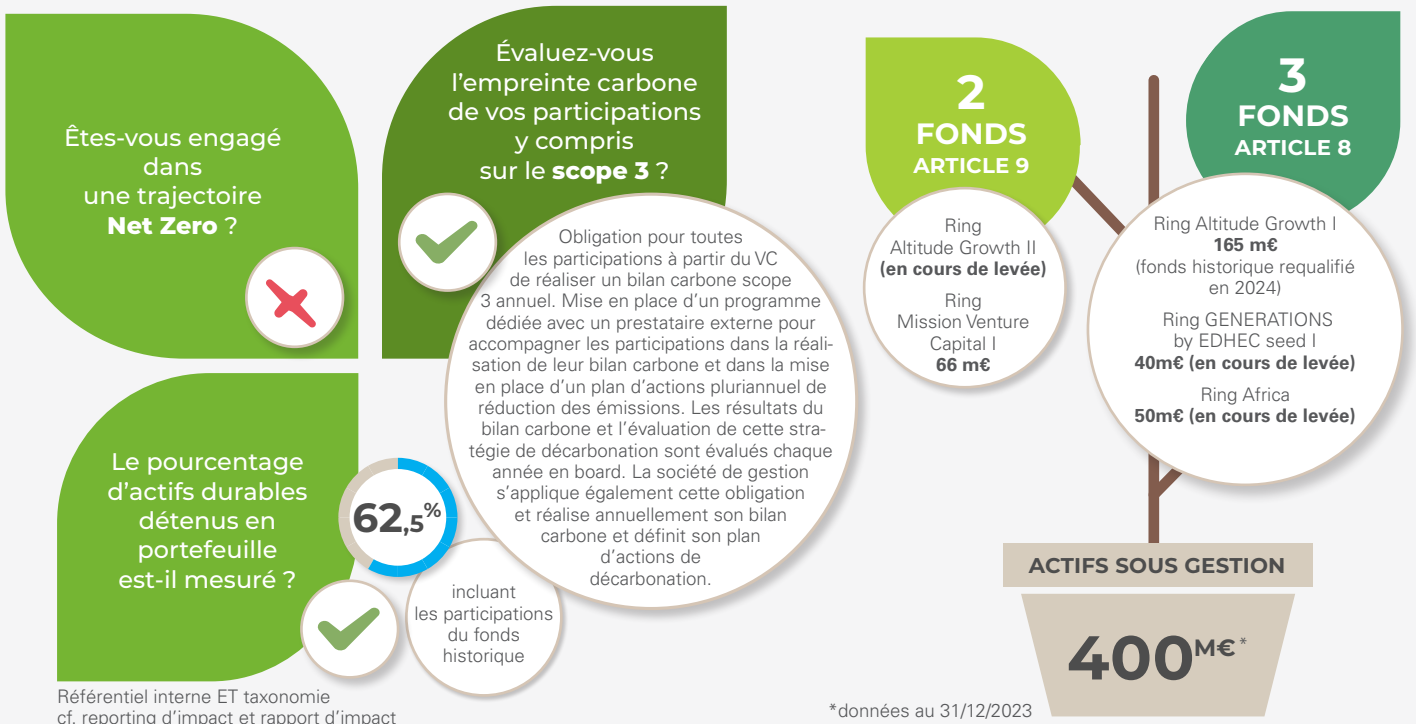 Êtes-vous engagé
dans
une trajectoire
Net Zero ?
Évaluez-vous
l'empreinte carbone
de vos participations
y compris
sur le scope 3 ?
Obligation pour toutes
les participations à partir du VC
de réaliser un bilan carbone scope
3 annuel. Mise en place d'un programme
dédiée avec un prestataire externe pour
accompagner les participations dans la réali-
sation de leur bilan carbone et dans la mise
en place d'un plan d'actions pluriannuel de
réduction des émissions. Les résultats du
bilan carbone et l'évaluation de cette stra-
tégie de décarbonation sont évalués chaque
année en board. La société de gestion
s'applique également cette obligation
et réalise annuellement son bilan
carbone et définit son plan
d'actions de
décarbonation.
Le pourcentage
d'actifs durables
détenus en
portefeuille
est-il mesuré ?
62,5%
incluant
les participations
du fonds
historique
Référentiel interne ET taxonomie
cf. reporting d'impact et rapport d'impact
2
FONDS
ARTICLE 9
Ring
Altitude Growth II
(en cours de levée)
Ring
Mission Venture
Capital I
66 m€
3
FONDS
ARTICLE 8
Ring Altitude Growth I
165 m€
(fonds historique requalifié
en 2024)
Ring GENERATIONS
by EDHEC seed I
40m€ (en cours de levée)
Ring Africa
50m€ (en cours de levée)
ACTIFS SOUS GESTION
400M€*
*données au 31/12/2023